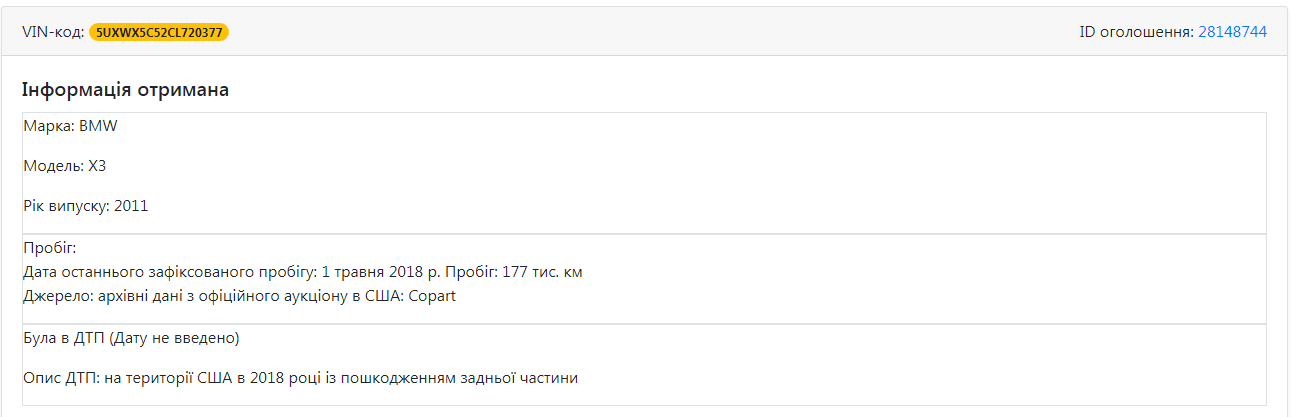 VIN-код: 5UXWX5C52CL720377 ID оголошення: 28148744
Інформація отримана
Марка: BMW
Модель: X3
Рік випуску: 2011
Пробіг:
Дата останнього зафіксованого пробігу: 1 травня 2018 р. Пробіг: 177 тис. км
Джерело: архівні дані з офіційного аукціону в США: Copart
Була в ДТП (Дату не введено)
Опис ДТП: на території США в 2018 році із пошкодженням задньої частини